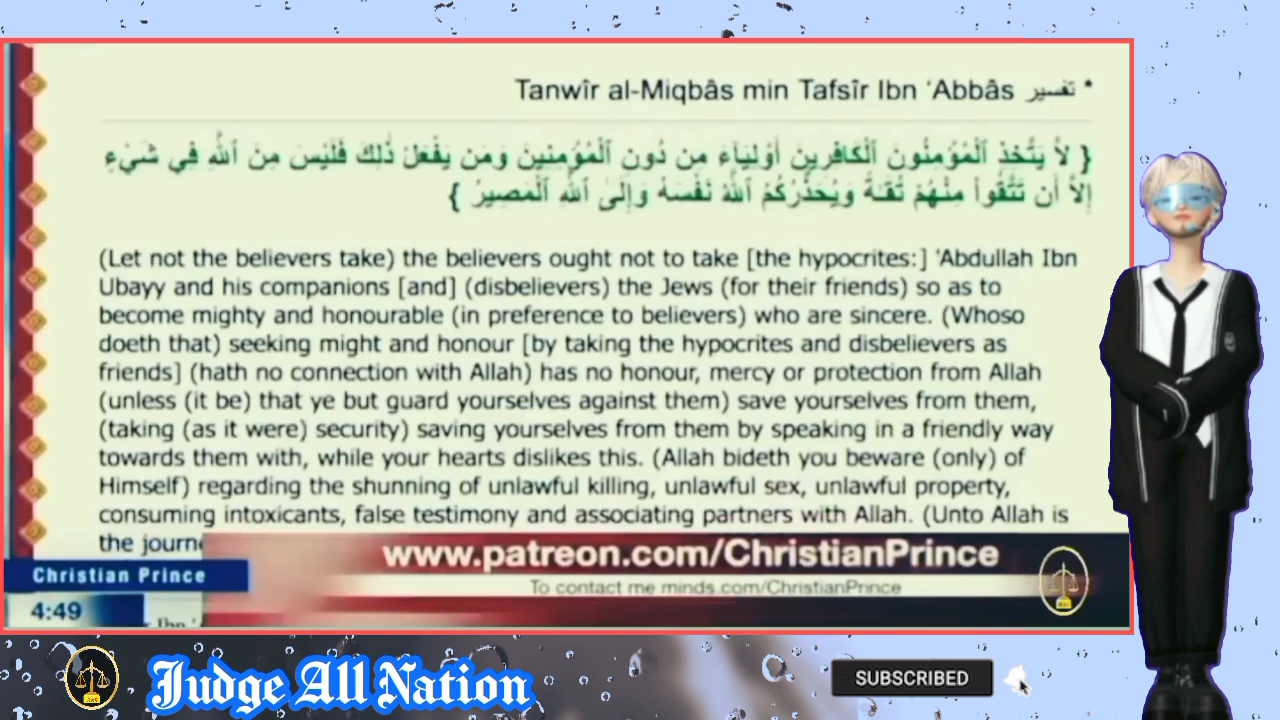 * تفسير Tanwîr al-Miqbâs min Tafsîr Ibn ‘Abbâs
{ لاَّ يَتَّخِذِ ٱلْمُؤْمِنُونَ ٱلْكَافِرِينَ أَوْلِيَآءَ مِن دُونِ ٱلْمُؤْمِنِينَ وَمَن يَفْعَلْ ذٰلِكَ فَلَيْسَ مِنَ ٱللَّهِ فِي شَيْءٍ
إِلاَّ أَن تَتَّقُواْ مِنْهُمْ تُقَـٰةً وَيُحَذِّرُكُمُ ٱللَّهُ نَفْسَهُ وَإِلَىٰ ٱللَّهِ ٱلْمَصِيرُ }
(Let not the believers take) the believers ought not to take [the hypocrites:] 'Abdullah Ibn
Ubayy and his companions [and] (disbelievers) the Jews (for their friends) so as to
become mighty and honourable (in preference to believers) who are sincere. (Whoso
doeth that) seeking might and honour [by taking the hypocrites and disbelievers as
friends] (hath no connection with Allah) has no honour, mercy or protection from Allah
(unless (it be) that ye but guard yourselves against them) save yourselves from them,
(taking (as it were) security) saving yourselves from them by speaking in a friendly way
towards them with, while your hearts dislikes this. (Allah bideth you beware (only) of
Himself) regarding the shunning of unlawful killing, unlawful sex, unlawful property,
consuming intoxicants, false testimony and associating partners with Allah. (Unto Allah is
the journe
www.patreon.com/ChristianPrince
Christian Prince
To contact me minds.com/ChristianPrince
4:49
Judge All Nation
SUBSCRIBED